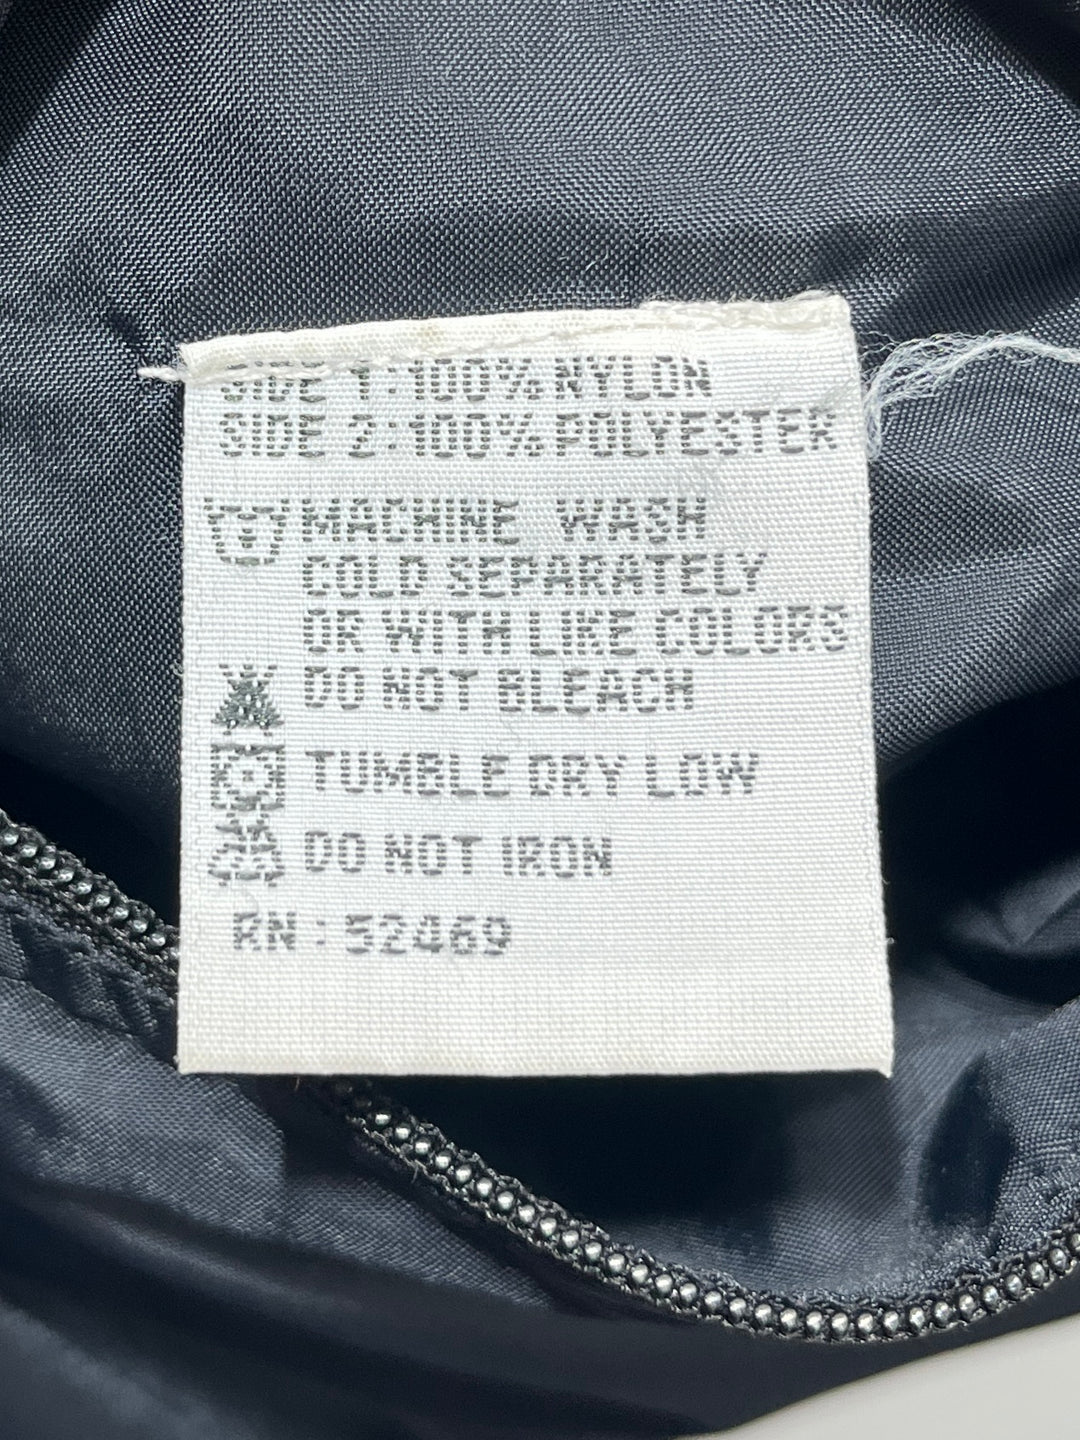 SIDE 1:100% NYLON
SIDE 2:100% POLYESTER
MACHINE WASH
COLD SEPARATELY
OR WITH LIKE COLORS
DO NOT BLEACH
TUMBLE DRY LOW
DO NOT IRON
RN : 52469